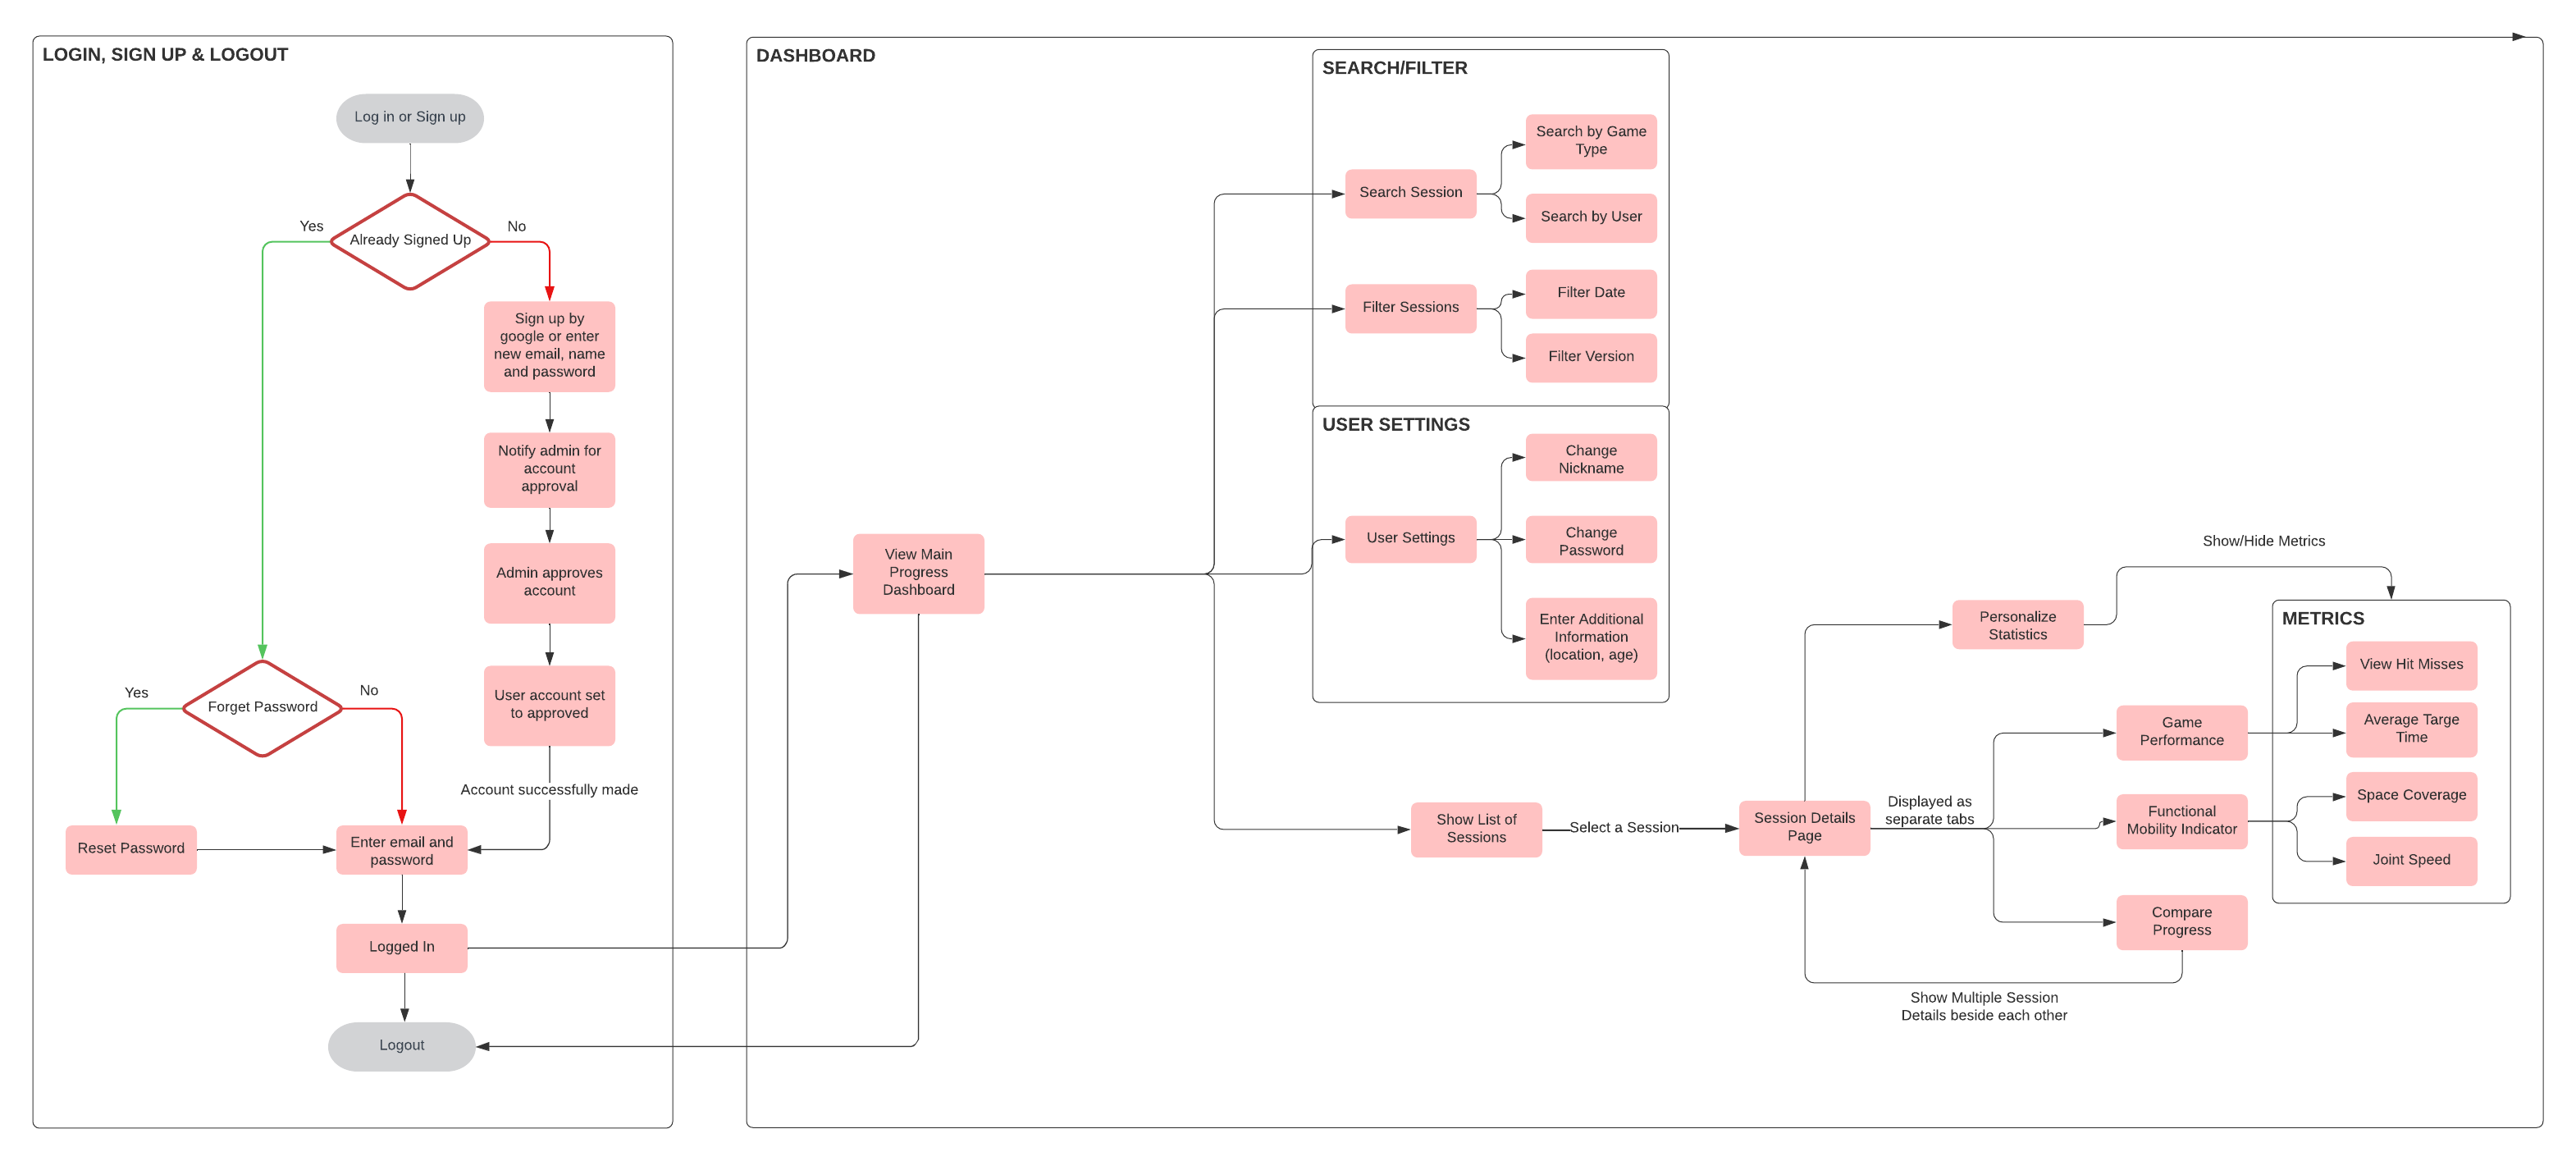 LOGIN, SIGN UP & LOGOUT
Log in or Sign up
Yes
Already Signed Up
No
Sign up by
google or enter
new email, name
and password
Notify admin for
account
approval
Admin approves
account
User account set
to approved
Account successfully made
Yes
Forget Password
No
Reset Password
Enter email and
password
Logged In
Logout
DASHBOARD
View Main
Progress
Dashboard
SEARCH/FILTER
Search Session
Search by Game
Type
Search by User
Filter Sessions
Filter Date
Filter Version
USER SETTINGS
User Settings
Change
Nickname
Change
Password
Enter Additional
Information
(location, age)
Show List of
Sessions
Select a Session
Session Details
Page
Displayed as
separate tabs
Personalize
Statistics
Show/Hide Metrics
Game
Performance
Functional
Mobility Indicator
Compare
Progress
Show Multiple Session
Details beside each other
METRICS
View Hit Misses
Average Targe
Time
Space Coverage
Joint Speed